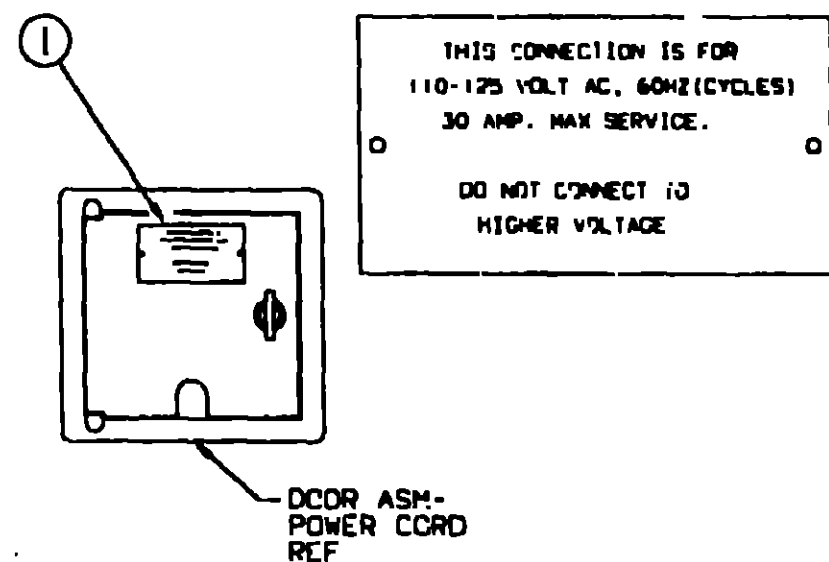 1
THIS CONNECTION IS FOR
110-125 VOLT AC, 60HZ(CYCLES)
30 AMP. MAX SERVICE.
DO NOT CONNECT TO
HIGHER VOLTAGE
DOOR ASM-
POWER CORD
REF